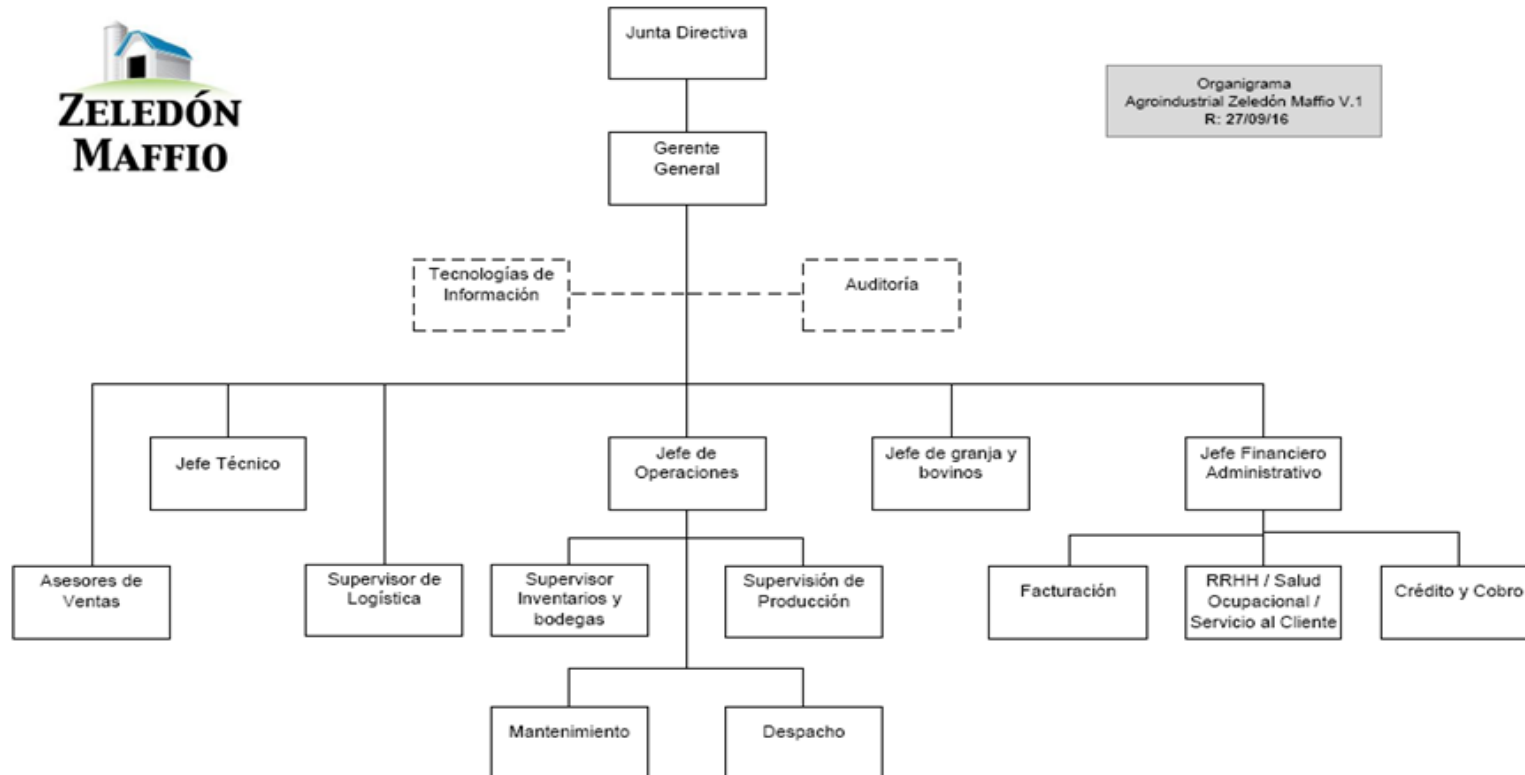 Junta Directiva
ZELEDÓN
MAFFIO
Organigrama
Agroindustrial Zeledón Maffio V.1
R: 27/09/16
Gerente
General
Tecnologías de
Información
Auditoría
Jefe Técnico
Jefe de
Operaciones
Jefe de granja y
bovinos
Jefe Financiero
Administrativo
Asesores de
Ventas
Supervisor de
Logística
Supervisor
Inventarios y
bodegas
Supervisión de
Producción
Facturación
RRHH / Salud
Ocupacional /
Servicio al Cliente
Crédito y Cobro
Mantenimiento
Despacho